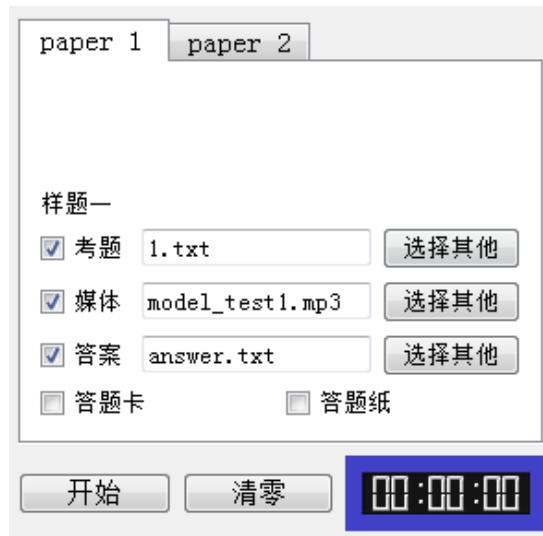 paper 1 paper 2
样题一
考题 1.txt 选择其他
媒体 model_test1.mp3 选择其他
答案 answer.txt 选择其他
答题卡 答题纸
开始 清零 00:00:00